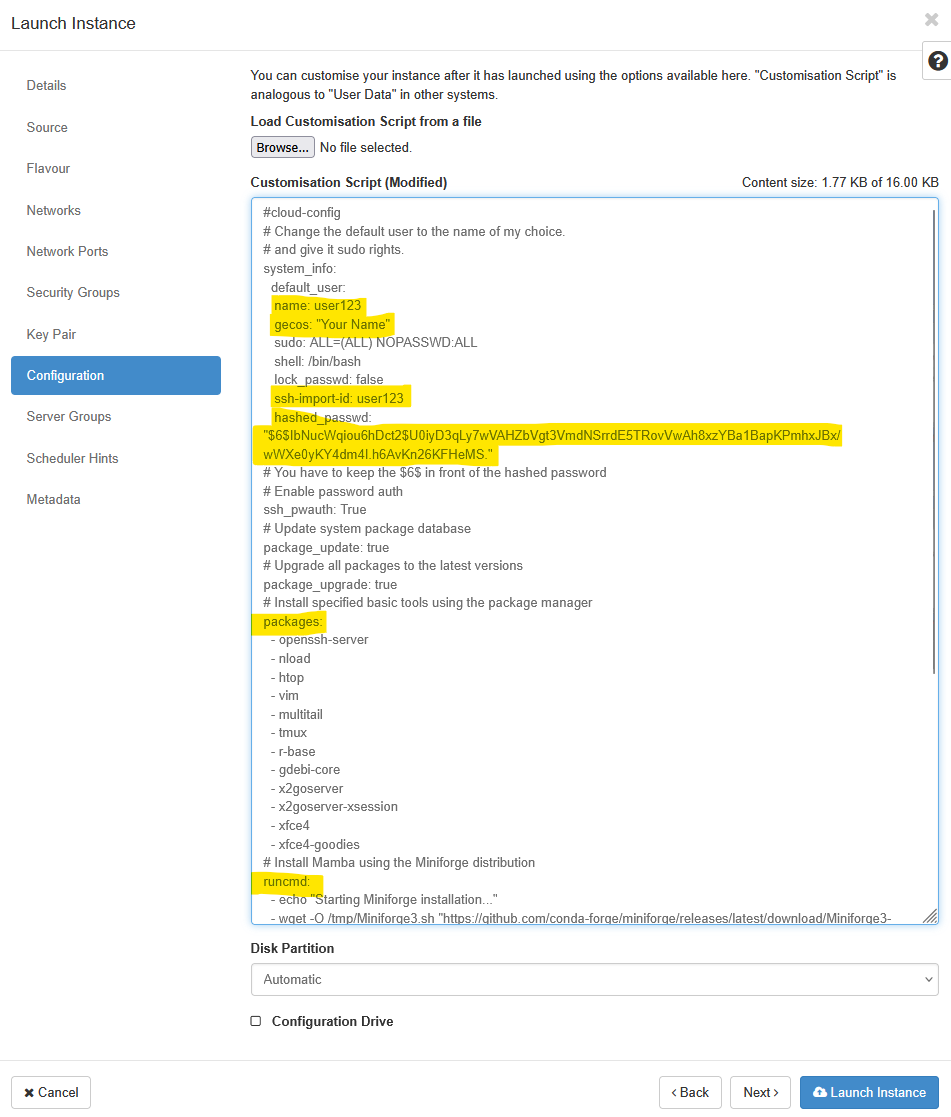 Launch Instance
Details
Source
Flavour
Networks
Network Ports
Security Groups
Key Pair
Configuration
Server Groups
Scheduler Hints
Metadata
You can customise your instance after it has launched using the options available here. "Customisation Script" is
analogous to "User Data" in other systems.
Load Customisation Script from a file
Browse... No file selected.
Customisation Script (Modified) Content size: 1.77 KB of 16.00 KB
#cloud-config
# Change the default user to the name of my choice.
# and give it sudo rights.
system_info:
default_user:
name: user123
gecos: "Your Name"
sudo: ALL=(ALL) NOPASSWD:ALL
shell: /bin/bash
lock_passwd: false
ssh-import-id: user123
hashed_passwd:
"$6$IbNucWqiou6hDct2$U0iyD3qLy7wVAHZbVgt3VmdNSrrdE5TRovVwAh8xzYBa1BapKPmhxJBx/
wWXe0yKY4dm4I.h6AvKn26KFHeMS."
# You have to keep the $6$ in front of the hashed password
# Enable password auth
ssh_pwauth: True
# Update system package database
package_update: true
# Upgrade all packages to the latest versions
package_upgrade: true
# Install specified basic tools using the package manager
packages:
- openssh-server
- nload
- htop
- vim
- multitail
- tmux
- r-base
- gdebi-core
- x2goserver
- x2goserver-xsession
- xfce4
- xfce4-goodies
# Install Mamba using the Miniforge distribution
runcmd:
- echo "Starting Miniforge installation..."
- wget -O /tmp/Miniforge3.sh "https://github.com/conda-forge/miniforge/releases/latest/download/Miniforge3-
Disk Partition
Automatic
Configuration Drive
Cancel
Back
Next
Launch Instance